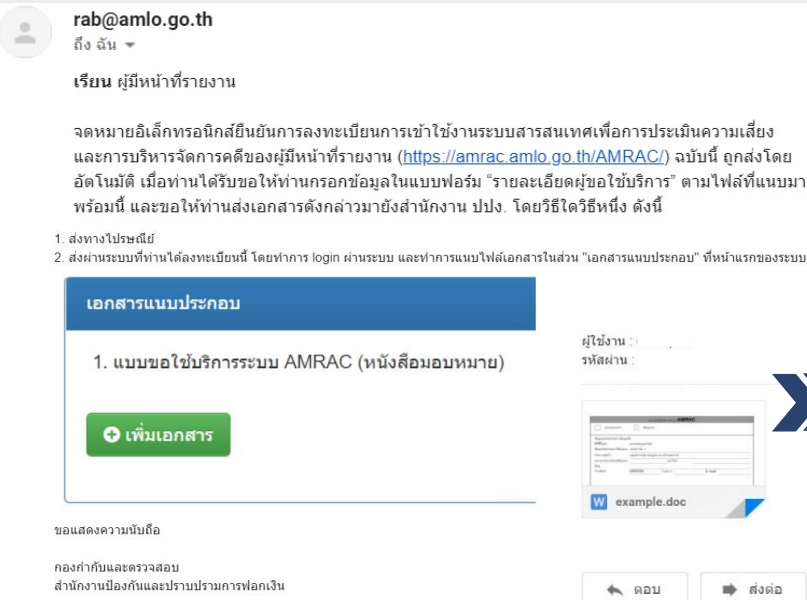 rab@amlo.go.th
ถึง ฉัน
เรียน ผู้มีหน้าที่รายงาน
จดหมายอิเล็กทรอนิกส์ยืนยันการลงทะเบียนการเข้าใช้งานระบบสารสนเทศเพื่อการประเมินความเสี่ยง
และการบริหารจัดการคดีของผู้มีหน้าที่รายงาน (https://amrac.amlo.go.th/AMRAC/) ฉบับนี้ ถูกส่งโดย
อัตโนมัติ เมื่อท่านได้รับขอให้ท่านกรอกข้อมูลในแบบฟอร์ม “รายละเอียดผู้ขอใช้บริการ” ตามไฟล์ที่แนบมา
พร้อมนี้ และขอให้ท่านส่งเอกสารดังกล่าวมายังสำนักงาน ปปง. โดยวิธีใดวิธีหนึ่ง ดังนี้
1. ส่งทางไปรษณีย์
2. ส่งผ่านระบบที่ท่านได้ลงทะเบียนนี้ โดยทำการ login ผ่านระบบ และทำการแนบไฟล์เอกสารในส่วน "เอกสารแนบประกอบ" ที่หน้าแรกของระบบ
เอกสารแนบประกอบ
1. แบบขอใช้บริการระบบ AMRAC (หนังสือมอบหมาย)
เพิ่มเอกสาร
ผู้ใช้งาน :
รหัสผ่าน :
AMRAC
W example.doc
ขอแสดงความนับถือ
กองกำกับและตรวจสอบ
สำนักงานป้องกันและปราบปรามการฟอกเงิน
ตอบ
ส่งต่อ